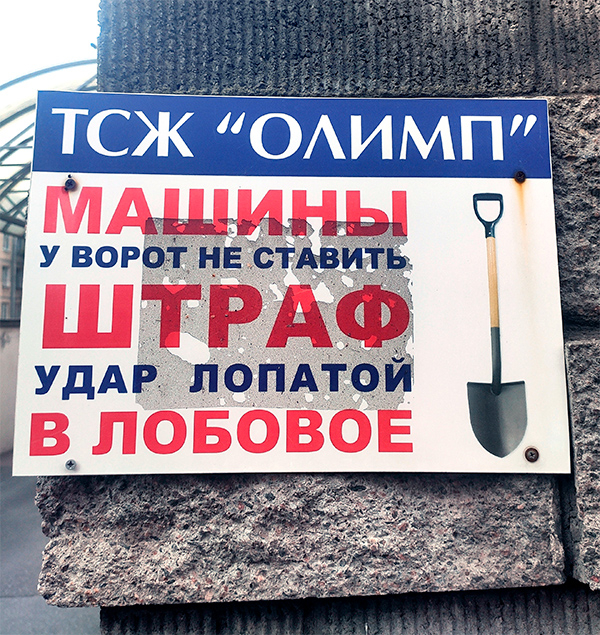 ТСЖ "ОЛИМП"
МАШИНЫ
У ВОРОТ НЕ СТАВИТЬ
ШТРАФ
УДАР ЛОПАТОЙ
В ЛОБОВОЕ